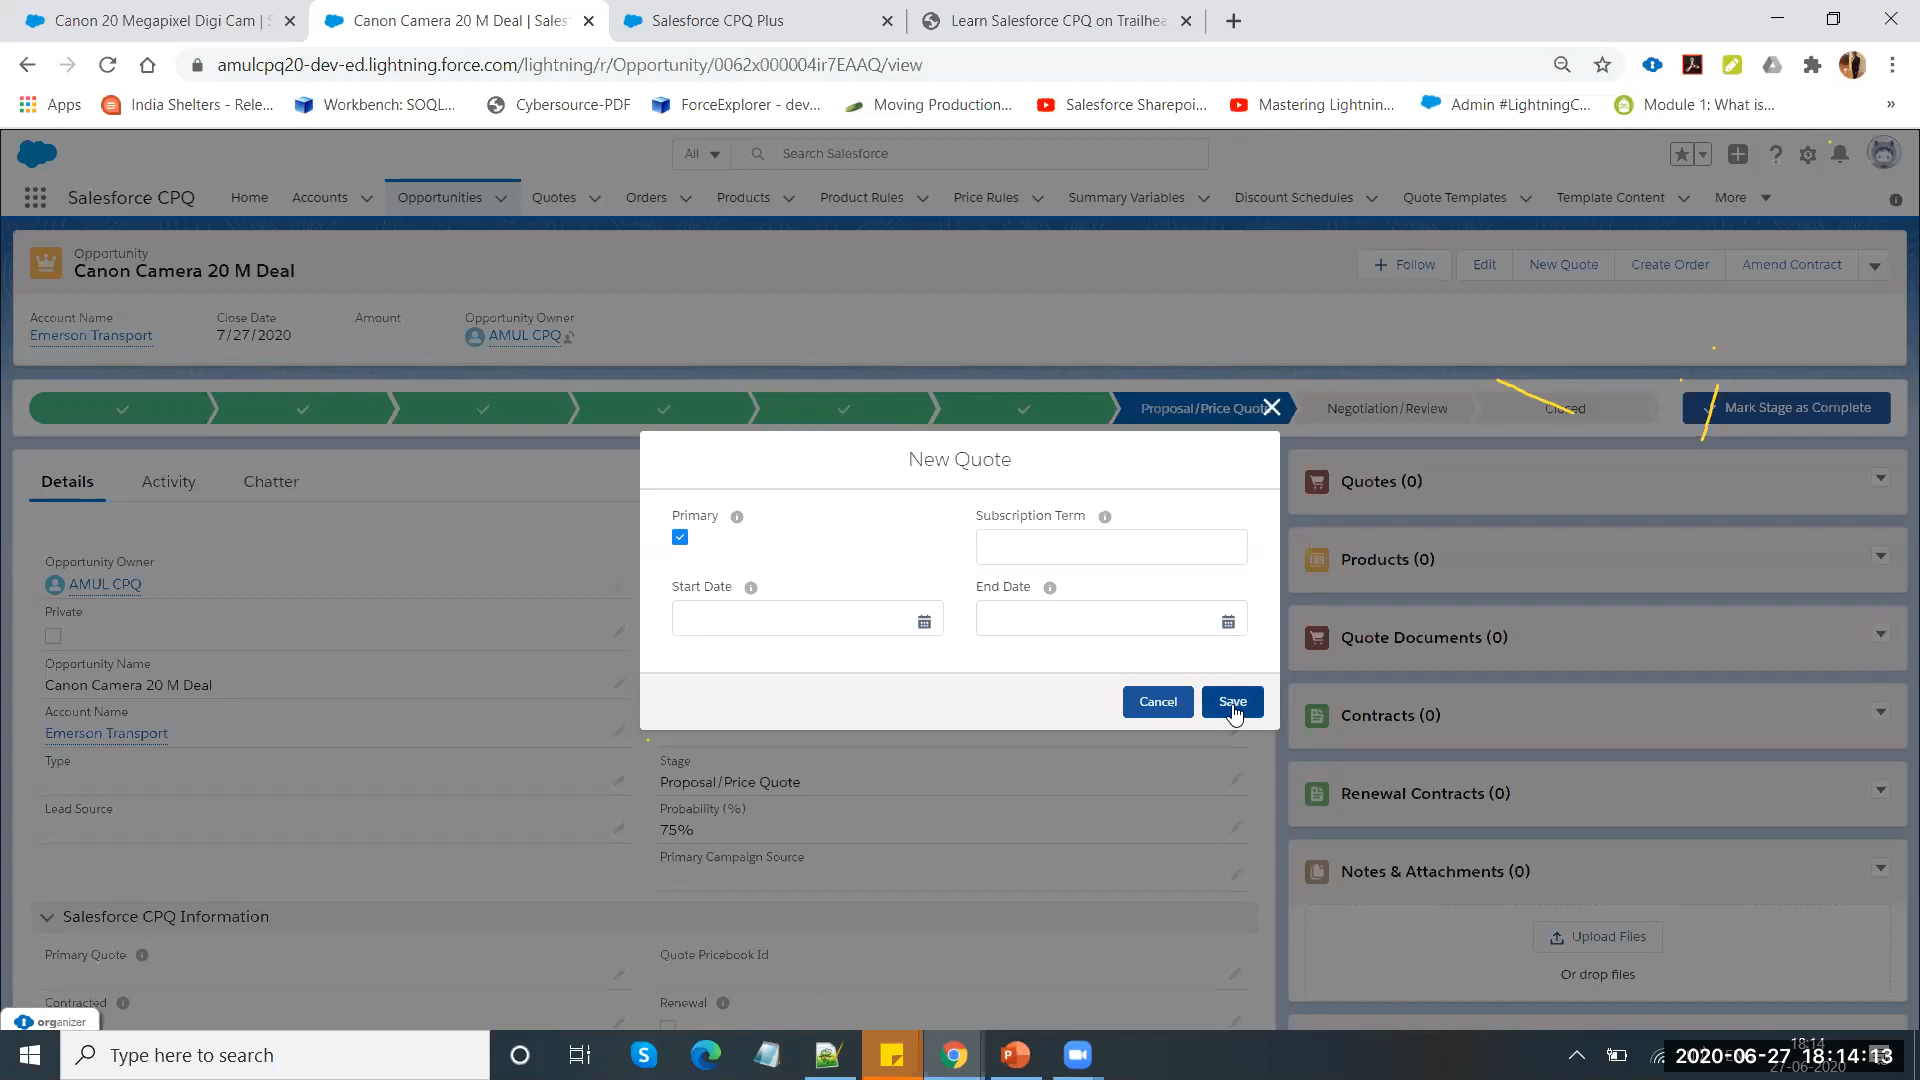 Canon 20 Megapixel Digi Cam | S
Canon Camera 20 M Deal | Sales
Salesforce CPQ Plus
Learn Salesforce CPQ on Trailhea
amulcpq20-dev-ed.lightning.force.com/lightning/r/Opportunity/0062x000004ir7EAAQ/view
Apps
India Shelters - Rele...
Workbench: SOQL...
Cybersource-PDF
ForceExplorer - dev...
Moving Production...
Salesforce Sharepoi...
Mastering Lightnin...
Admin #LightningC...
Module 1: What is...
»
All
Search Salesforce
Salesforce CPQ
Home
Accounts
Opportunities
Quotes
Orders
Products
Product Rules
Price Rules
Summary Variables
Discount Schedules
Quote Templates
Template Content
More
Opportunity
Canon Camera 20 M Deal
+ Follow
Edit
New Quote
Create Order
Amend Contract
Account Name
Emerson Transport
Close Date
7/27/2020
Amount
Opportunity Owner
AMUL CPQ
Proposal/Price Quote
Negotiation/Review
Closed
Mark Stage as Complete
Details
Activity
Chatter
Opportunity Owner
AMUL CPQ
Private
Opportunity Name
Canon Camera 20 M Deal
Account Name
Emerson Transport
Type
Lead Source
New Quote
Primary
Subscription Term
Start Date
End Date
Cancel
Save
Stage
Proposal/Price Quote
Probability (%)
75%
Primary Campaign Source
Salesforce CPQ Information
Primary Quote
Quote Pricebook Id
Contracted
Renewal
Quotes (0)
Products (0)
Quote Documents (0)
Contracts (0)
Renewal Contracts (0)
Notes & Attachments (0)
Upload Files
Or drop files
organizer
Type here to search
18:14
27-06-2020
2020-06-27 18:14:13